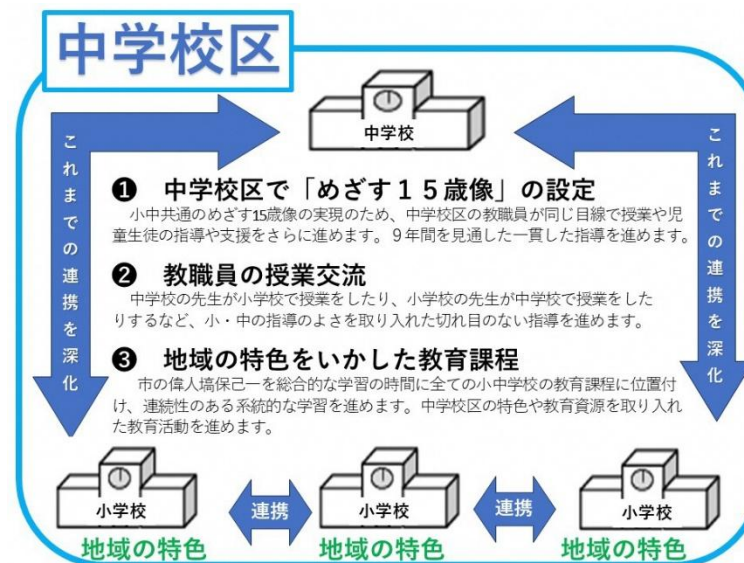 中学校区
中学校
これまでの連携を深化
これまでの連携を深化
❶ 中学校区で「めざす１５歳像」の設定
小中共通のめざす15歳像の実現のため、中学校区の教職員が同じ目線で授業や児
童生徒の指導や支援をさらに進めます。９年間を見通した一貫した指導を進めます。
❷ 教職員の授業交流
中学校の先生が小学校で授業をしたり、小学校の先生が中学校で授業をした
りするなど、小・中の指導のよさを取り入れた切れ目のない指導を進めます。
❸ 地域の特色をいかした教育課程
市の偉人塙保己一を総合的な学習の時間に全ての小中学校の教育課程に位置付
け、連続性のある系統的な学習を進めます。中学校区の特色や教育資源を取り入れ
た教育活動を進めます。
小学校
連携
小学校
連携
小学校
地域の特色
地域の特色
地域の特色